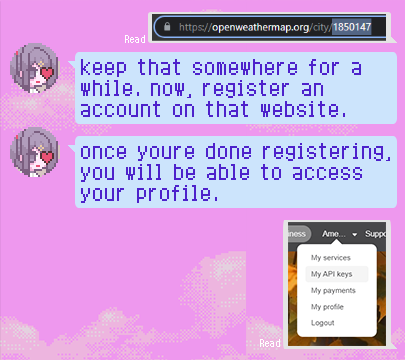 Read
https://openweathermap.org/city/1850147
keep that somewhere for a
while. now, register an
account on that website.
once youre done registering,
you will be able to access
your profile.
iness Ame... Suppo
My services
My API keys
My payments
My profile
Logout
Read